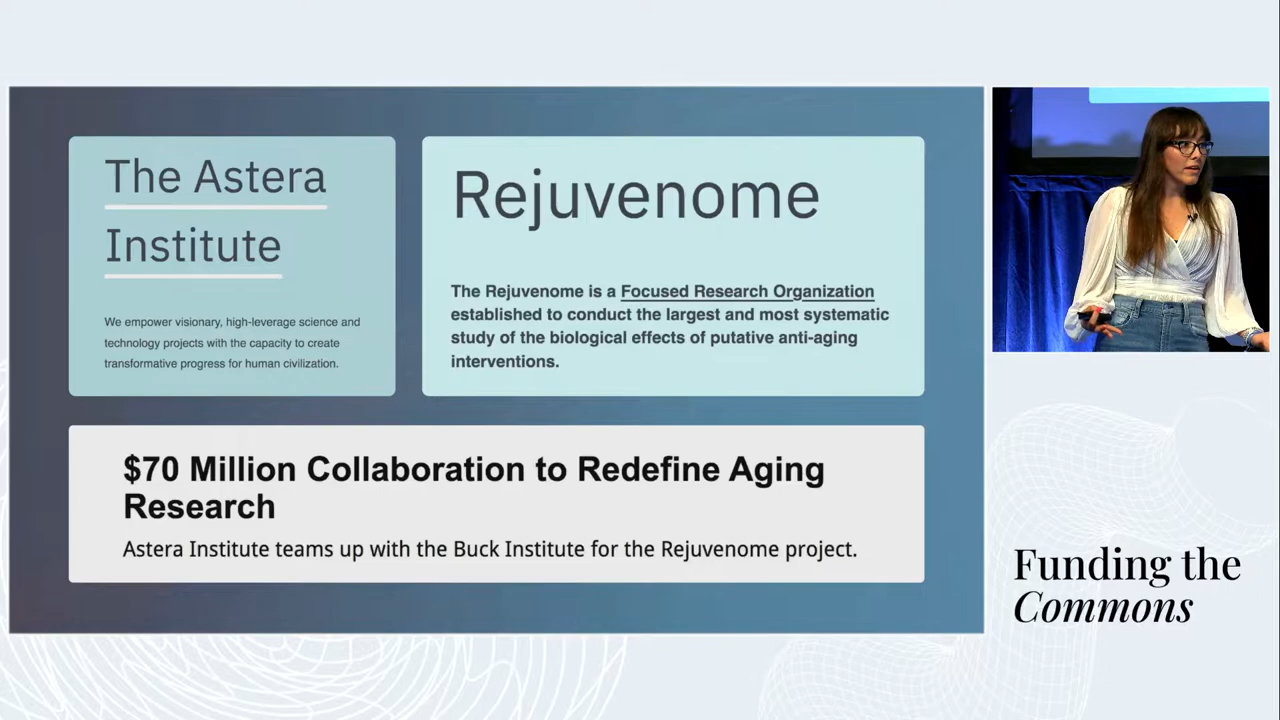 The Astera
Institute
We empower visionary, high-leverage science and
technology projects with the capacity to create
transformative progress for human civilization.
Rejuvenome
The Rejuvenome is a Focused Research Organization
established to conduct the largest and most systematic
study of the biological effects of putative anti-aging
interventions.
$70 Million Collaboration to Redefine Aging
Research
Astera Institute teams up with the Buck Institute for the Rejuvenome project.
Funding the
Commons